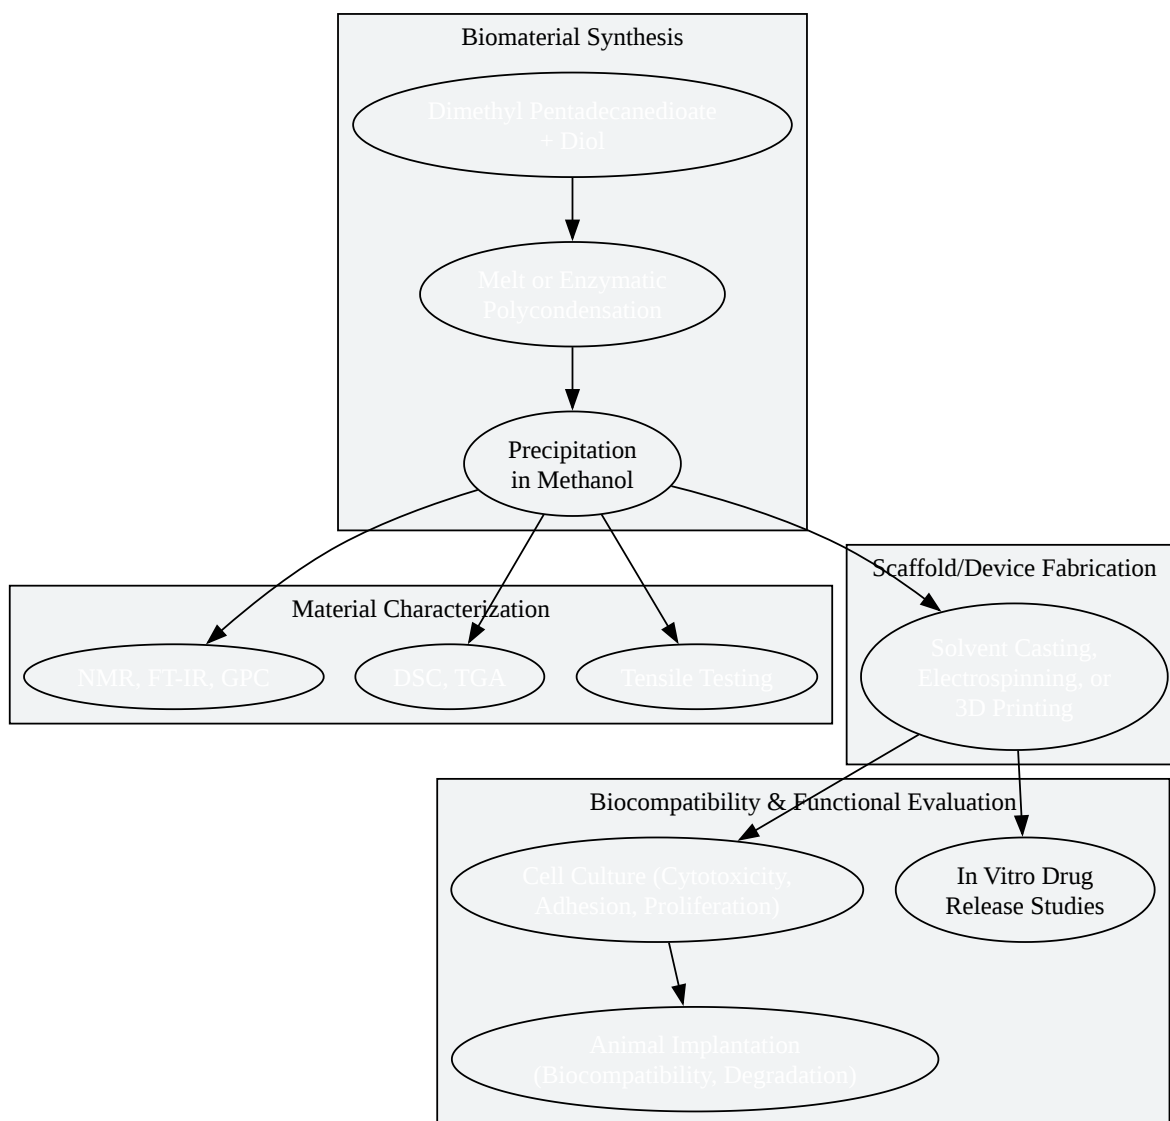 Biomaterial Synthesis
Dimethyl Pentadecanedioate
+ Diol
Melt or Enzymatic
Polycondensation
Precipitation
in Methanol
Scaffold/Device Fabrication
Material Characterization
NMR, FT-IR, GPC
DSC, TGA
Tensile Testing
Solvent Casting,
Electrospinning, or
3D Printing
Biocompatibility & Functional Evaluation
Cell Culture (Cytotoxicity,
Adhesion, Proliferation)
In Vitro Drug
Release Studies
Animal Implantation
(Biocompatibility, Degradation)